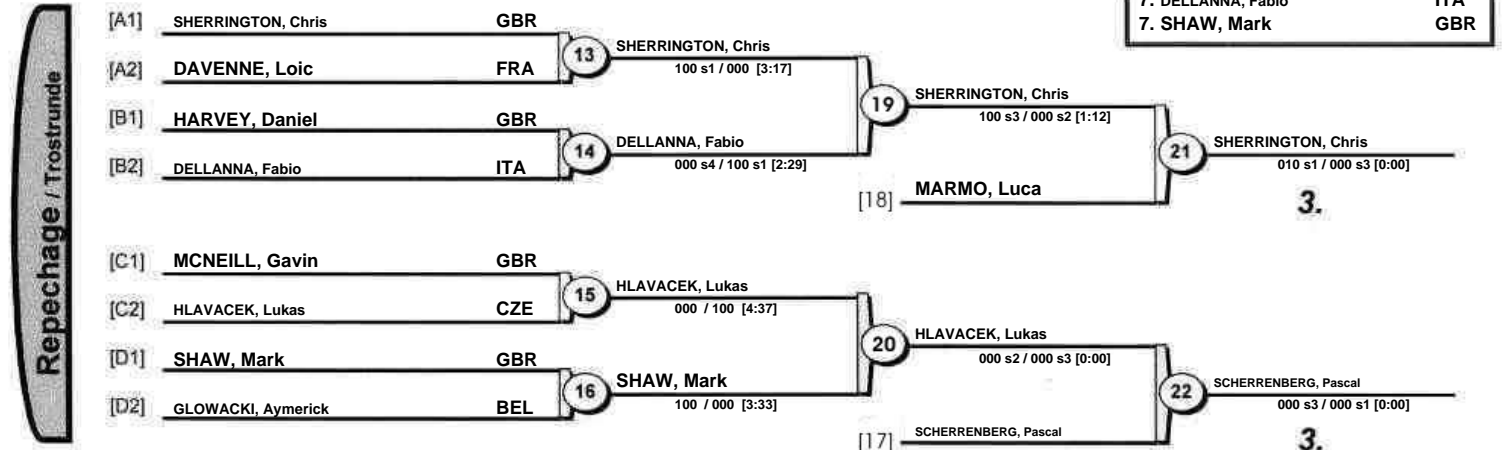 7. DELLANNA, Fabio ITA
7. SHAW, Mark GBR
Repechage / Trostrunde
[A1] SHERRINGTON, Chris GBR
13 SHERRINGTON, Chris
100 s1 / 000 [3:17]
[A2] DAVENNE, Loic FRA
19 SHERRINGTON, Chris
100 s3 / 000 s2 [1:12]
[B1] HARVEY, Daniel GBR
14 DELLANNA, Fabio
000 s4 / 100 s1 [2:29]
[B2] DELLANNA, Fabio ITA
21 SHERRINGTON, Chris
010 s1 / 000 s3 [0:00]
[18] MARMO, Luca
3.
[C1] MCNEILL, Gavin GBR
15 HLAVACEK, Lukas
000 / 100 [4:37]
[C2] HLAVACEK, Lukas CZE
20 HLAVACEK, Lukas
000 s2 / 000 s3 [0:00]
[D1] SHAW, Mark GBR
16 SHAW, Mark
100 / 000 [3:33]
[D2] GLOWACKI, Aymerick BEL
22 SCHERRENBERG, Pascal
000 s3 / 000 s1 [0:00]
[17] SCHERRENBERG, Pascal
3.